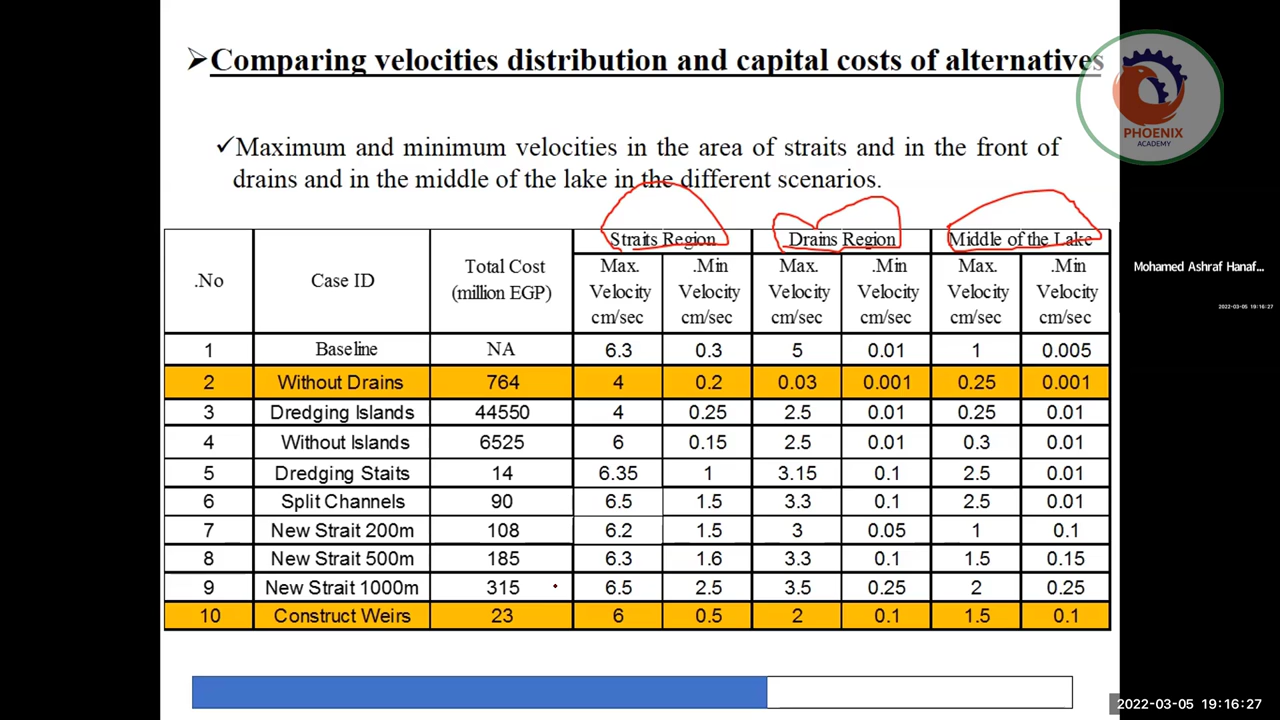 ➢Comparing velocities distribution and capital costs of alternatives
PHOENIX
ACADEMY
✓Maximum and minimum velocities in the area of straits and in the front of
drains and in the middle of the lake in the different scenarios.
.No Case ID Total Cost (million EGP) Straits Region Drains Region Middle of the Lake
Max. Velocity cm/sec .Min Velocity cm/sec Max. Velocity cm/sec .Min Velocity cm/sec Max. Velocity cm/sec .Min Velocity cm/sec
1 Baseline NA 6.3 0.3 5 0.01 1 0.005
2 Without Drains 764 4 0.2 0.03 0.001 0.25 0.001
3 Dredging Islands 44550 4 0.25 2.5 0.01 0.25 0.01
4 Without Islands 6525 6 0.15 2.5 0.01 0.3 0.01
5 Dredging Staits 14 6.35 1 3.15 0.1 2.5 0.01
6 Split Channels 90 6.5 1.5 3.3 0.1 2.5 0.01
7 New Strait 200m 108 6.2 1.5 3 0.05 1 0.1
8 New Strait 500m 185 6.3 1.6 3.3 0.1 1.5 0.15
9 New Strait 1000m 315 6.5 2.5 3.5 0.25 2 0.25
10 Construct Weirs 23 6 0.5 2 0.1 1.5 0.1
Mohamed Ashraf Hanaf...
2022-03-05 19:16:27
2022-03-05 19:16:27